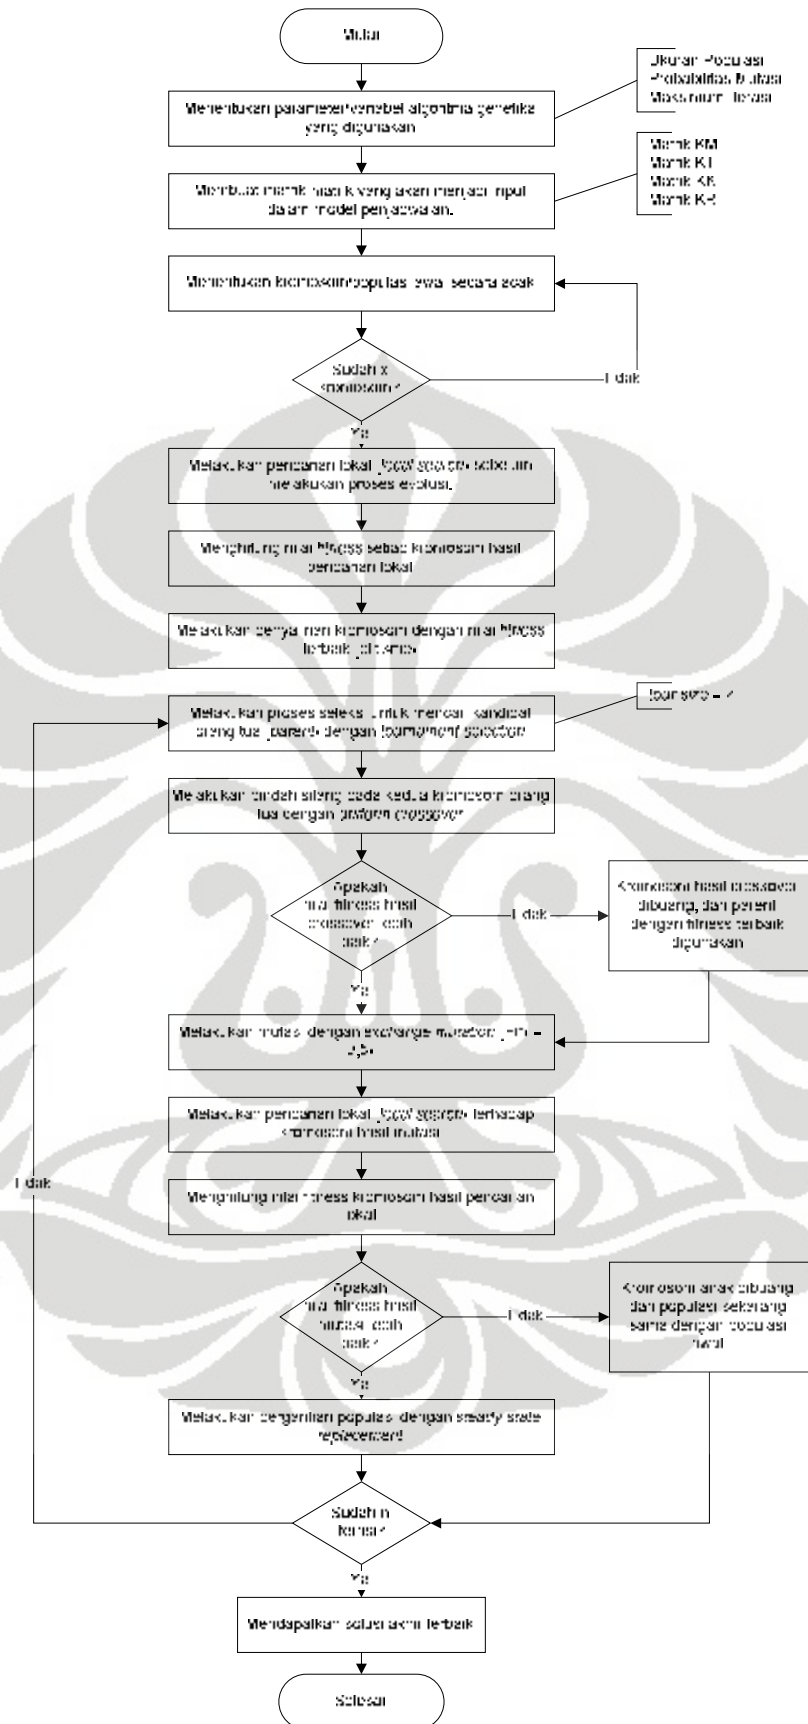 Mulai
Ukuran Populasi
Probabilitas Mutasi
Maksimum Iterasi
Menentukan parameter/variabel algoritma genetika
yang digunakan
Matrik KM
Matrik KT
Matrik KK
Matrik KR
Membuat matrik-matrik yang akan menjadi input
dalam model penjadwalan.
Menentukan kromosom/populasi awal secara acak
Sudah x
kromosom?
Tidak
Ya
Melakukan pencarian lokal (local search) sebelum
melakukan proses evolusi.
Menghitung nilai fitness setiap kromosom hasil
pencarian lokal
Melakukan penyalinan kromosom dengan nilai fitness
terbaik (elitisme)
tour size = 2
Melakukan proses seleksi untuk mencari kandidat
orang tua (parent) dengan tournament selection
Melakukan pindah silang pada kedua kromosom orang
tua dengan uniform crossover
Apakah
nilai fitness hasil
crossover lebih
baik?
Tidak
Kromosom hasil crossover
dibuang, dan parent
dengan fitness terbaik
digunakan
Ya
Melakukan mutasi dengan exchange mutation
Melakukan pencarian lokal (local search) terhadap
kromosom hasil mutasi
Tidak
Menghitung nilai fitness kromosom hasil pencarian
lokal
Apakah
nilai fitness hasil
mutasi lebih
baik?
Tidak
Kromosom anak dibuang
dan populasi sekarang
sama dengan populasi
awal
Ya
Melakukan pergantian populasi dengan steady state
replacement
Sudah n
iterasi?
Ya
Mendapatkan solusi akhir terbaik
Selesai